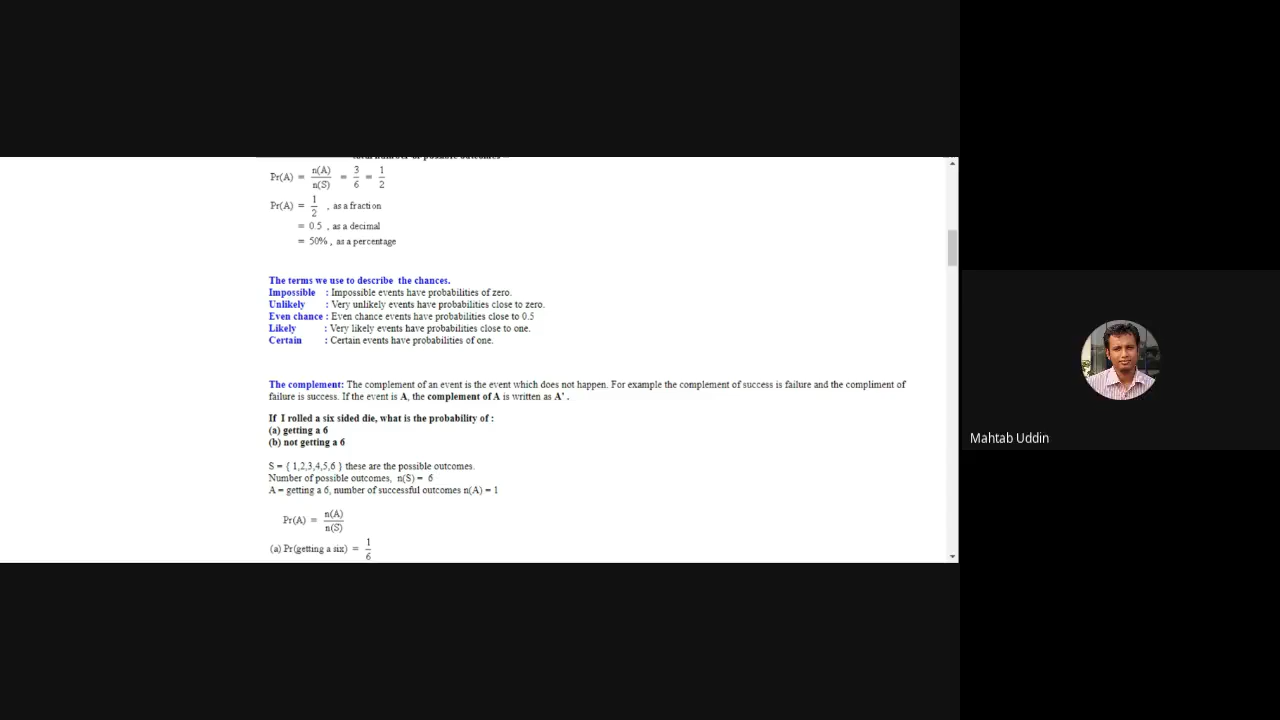 total number of possible outcomes =
Pr(A) = n(A)/n(S) = 3/6 = 1/2
Pr(A) = 1/2 , as a fraction
= 0.5 , as a decimal
= 50% , as a percentage
The terms we use to describe the chances.
Impossible : Impossible events have probabilities of zero.
Unlikely : Very unlikely events have probabilities close to zero.
Even chance : Even chance events have probabilities close to 0.5
Likely : Very likely events have probabilities close to one.
Certain : Certain events have probabilities of one.
The complement: The complement of an event is the event which does not happen. For example the complement of success is failure and the compliment of
failure is success. If the event is A, the complement of A is written as A' .
If I rolled a six sided die, what is the probability of :
(a) getting a 6
(b) not getting a 6
S = { 1,2,3,4,5,6 } these are the possible outcomes.
Number of possible outcomes, n(S) = 6
A = getting a 6, number of successful outcomes n(A) = 1
Pr(A) = n(A)/n(S)
(a) Pr(getting a six) = 1/6
Mahtab Uddin